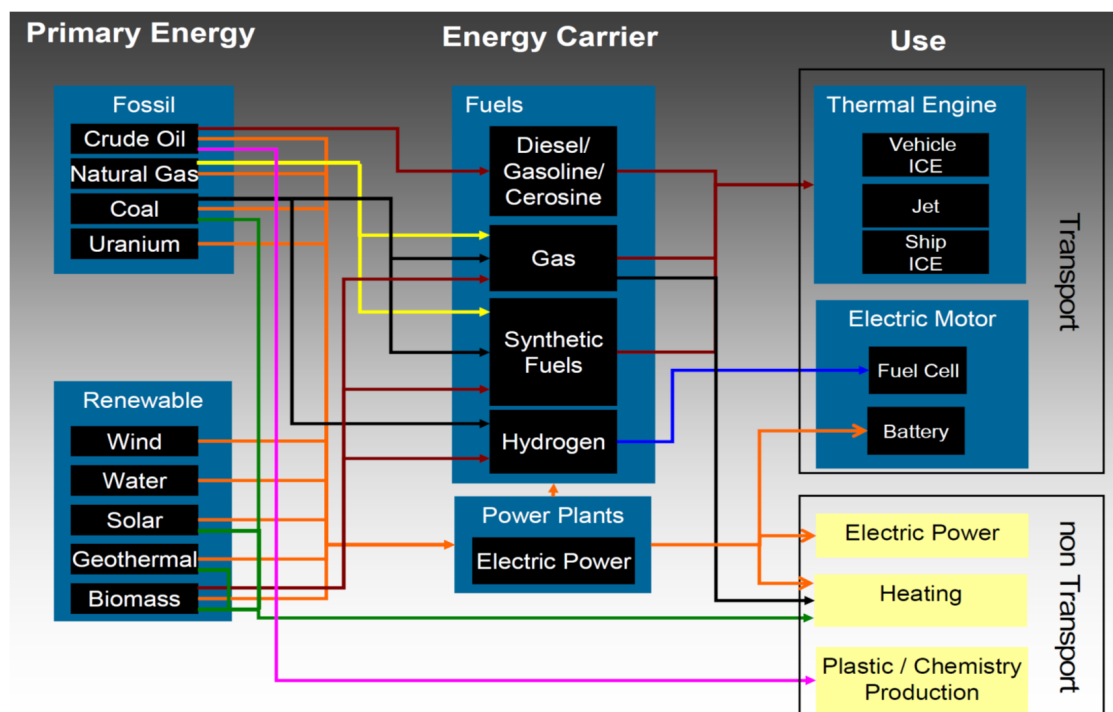 Primary Energy
Energy Carrier
Use
Fossil
Crude Oil
Natural Gas
Coal
Uranium
Renewable
Wind
Water
Solar
Geothermal
Biomass
Fuels
Diesel/
Gasoline/
Cerosine
Gas
Synthetic
Fuels
Hydrogen
Power Plants
Electric Power
Thermal Engine
Vehicle
ICE
Jet
Ship
ICE
Electric Motor
Fuel Cell
Battery
Transport
Electric Power
Heating
Plastic / Chemistry
Production
non Transport